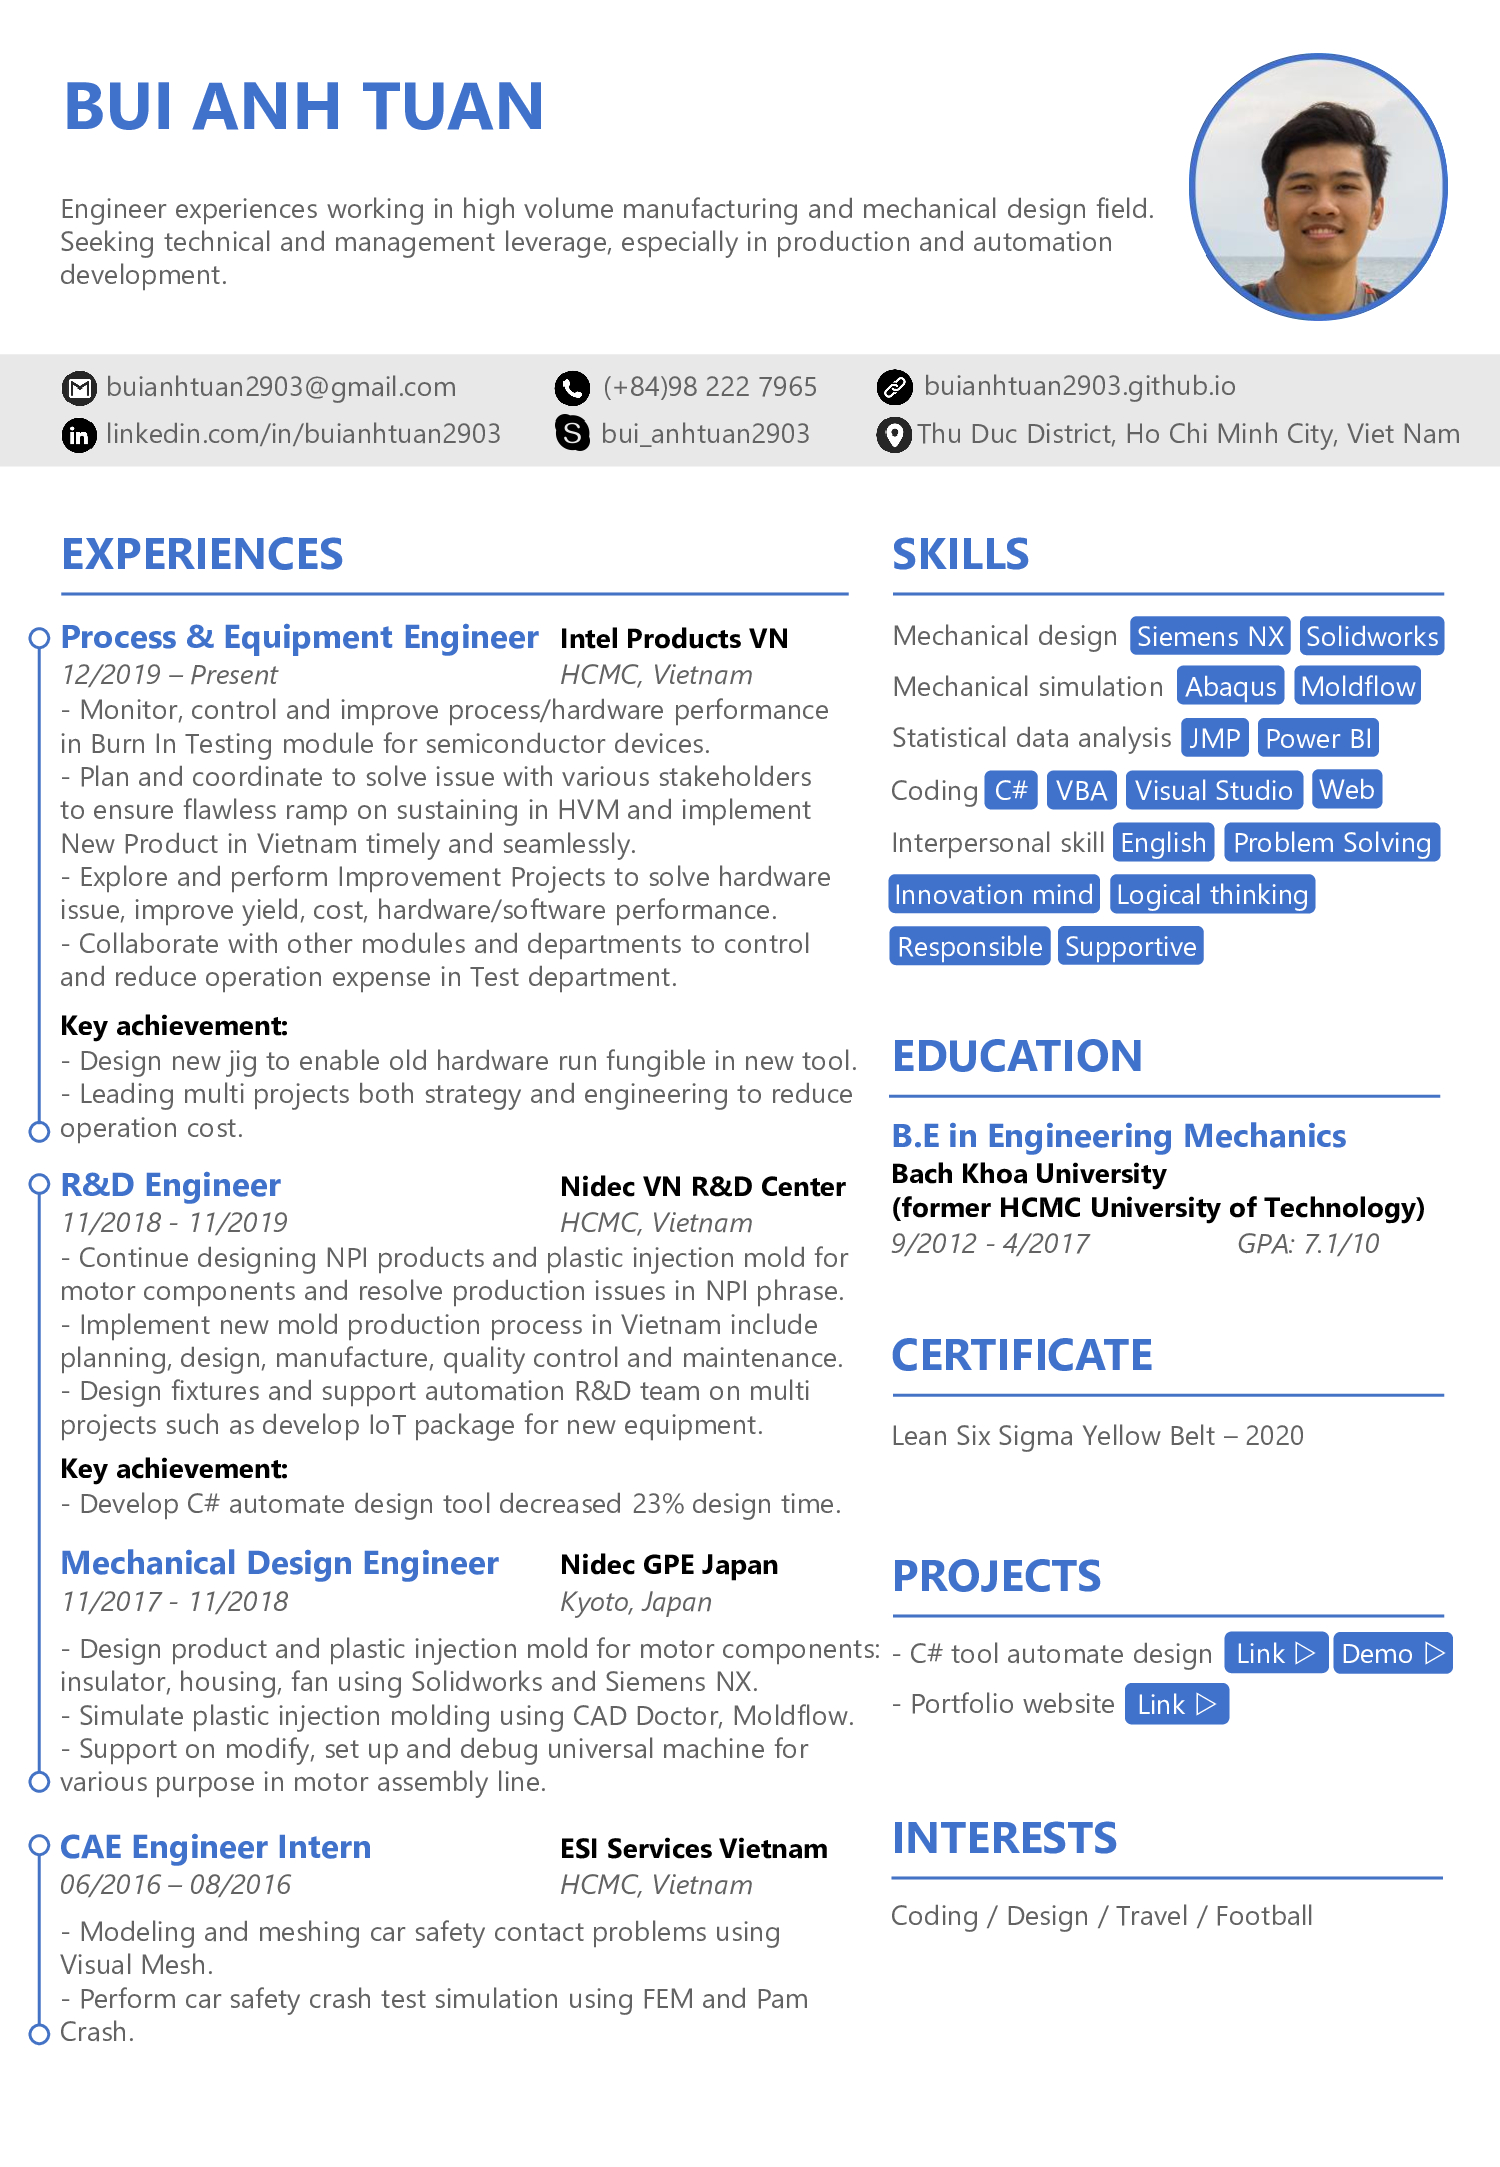 BUI ANH TUAN
Engineer experiences working in high volume manufacturing and mechanical design field.
Seeking technical and management leverage, especially in production and automation
development.
buianhtuan2903@gmail.com
(+84)98 222 7965
buianhtuan2903.github.io
linkedin.com/in/buianhtuan2903
bui_anhtuan2903
Thu Duc District, Ho Chi Minh City, Viet Nam
EXPERIENCES
Process & Equipment Engineer Intel Products VN
12/2019 – Present HCMC, Vietnam
- Monitor, control and improve process/hardware performance
in Burn In Testing module for semiconductor devices.
- Plan and coordinate to solve issue with various stakeholders
to ensure flawless ramp on sustaining in HVM and implement
New Product in Vietnam timely and seamlessly.
- Explore and perform Improvement Projects to solve hardware
issue, improve yield, cost, hardware/software performance.
- Collaborate with other modules and departments to control
and reduce operation expense in Test department.
Key achievement:
- Design new jig to enable old hardware run fungible in new tool.
- Leading multi projects both strategy and engineering to reduce
operation cost.
R&D Engineer Nidec VN R&D Center
11/2018 - 11/2019 HCMC, Vietnam
- Continue designing NPI products and plastic injection mold for
motor components and resolve production issues in NPI phrase.
- Implement new mold production process in Vietnam include
planning, design, manufacture, quality control and maintenance.
- Design fixtures and support automation R&D team on multi
projects such as develop IoT package for new equipment.
Key achievement:
- Develop C# automate design tool decreased 23% design time.
Mechanical Design Engineer Nidec GPE Japan
11/2017 - 11/2018 Kyoto, Japan
- Design product and plastic injection mold for motor components:
insulator, housing, fan using Solidworks and Siemens NX.
- Simulate plastic injection molding using CAD Doctor, Moldflow.
- Support on modify, set up and debug universal machine for
various purpose in motor assembly line.
CAE Engineer Intern ESI Services Vietnam
06/2016 – 08/2016 HCMC, Vietnam
- Modeling and meshing car safety contact problems using
Visual Mesh.
- Perform car safety crash test simulation using FEM and Pam
Crash.
SKILLS
Mechanical design Siemens NX Solidworks
Mechanical simulation Abaqus Moldflow
Statistical data analysis JMP Power BI
Coding C# VBA Visual Studio Web
Interpersonal skill English Problem Solving
Innovation mind Logical thinking
Responsible Supportive
EDUCATION
B.E in Engineering Mechanics
Bach Khoa University
(former HCMC University of Technology)
9/2012 - 4/2017 GPA: 7.1/10
CERTIFICATE
Lean Six Sigma Yellow Belt – 2020
PROJECTS
- C# tool automate design Link ▷ Demo ▷
- Portfolio website Link ▷
INTERESTS
Coding / Design / Travel / Football